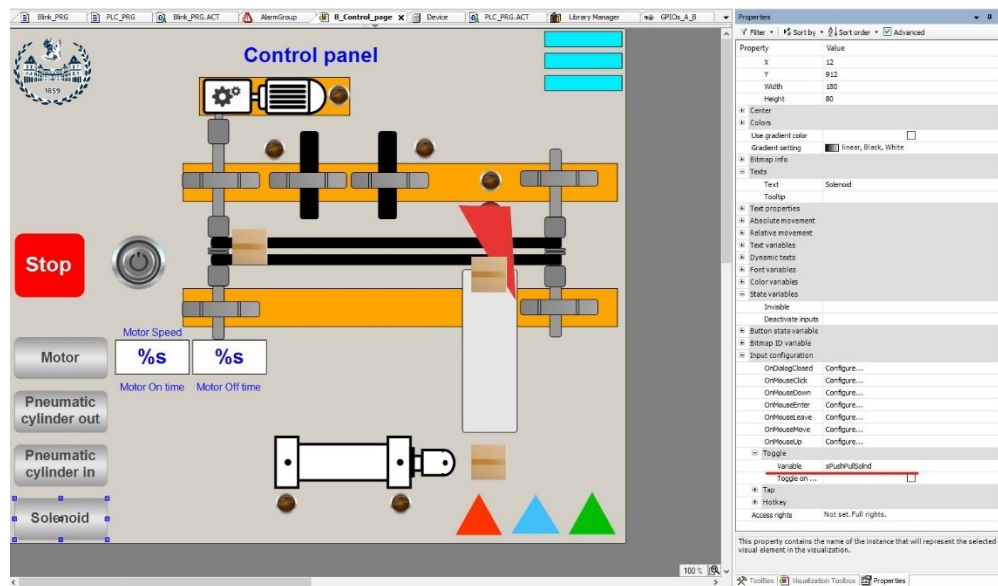 Blink_PRG
PLC_PRG
Blink_PRG.ACT
AlarmGroup
B_Control_page
Device
PLC_PRG.ACT
Library Manager
GPIOs_A_B
1859
Control panel
Stop
Motor Speed
Motor
%s
%s
Motor On time
Motor Off time
Pneumatic
cylinder out
Pneumatic
cylinder in
Solenoid
100 %
Properties
Filter
Sort by
Sort order
Advanced
Property
Value
X
12
Y
912
Width
180
Height
80
Center
Colors
Use gradient color
Gradient setting
linear, Black, White
Bitmap info
Texts
Text
Solenoid
Tooltip
Text properties
Absolute movement
Relative movement
Text variables
Dynamic texts
Font variables
Color variables
State variables
Invisible
Deactivate inputs
Button state variable
Bitmap ID variable
Input configuration
OnDialogClosed
Configure...
OnMouseClick
Configure...
OnMouseDown
Configure...
OnMouseEnter
Configure...
OnMouseLeave
Configure...
OnMouseMove
Configure...
OnMouseUp
Configure...
Toggle
Variable
xPushPullSolnd
Toggle on ...
Tap
Hotkey
Access rights
Not set. Full rights.
This property contains the name of the instance that will represent the selected
visual element in the visualization.
ToolBox
Visualization Toolbox
Properties